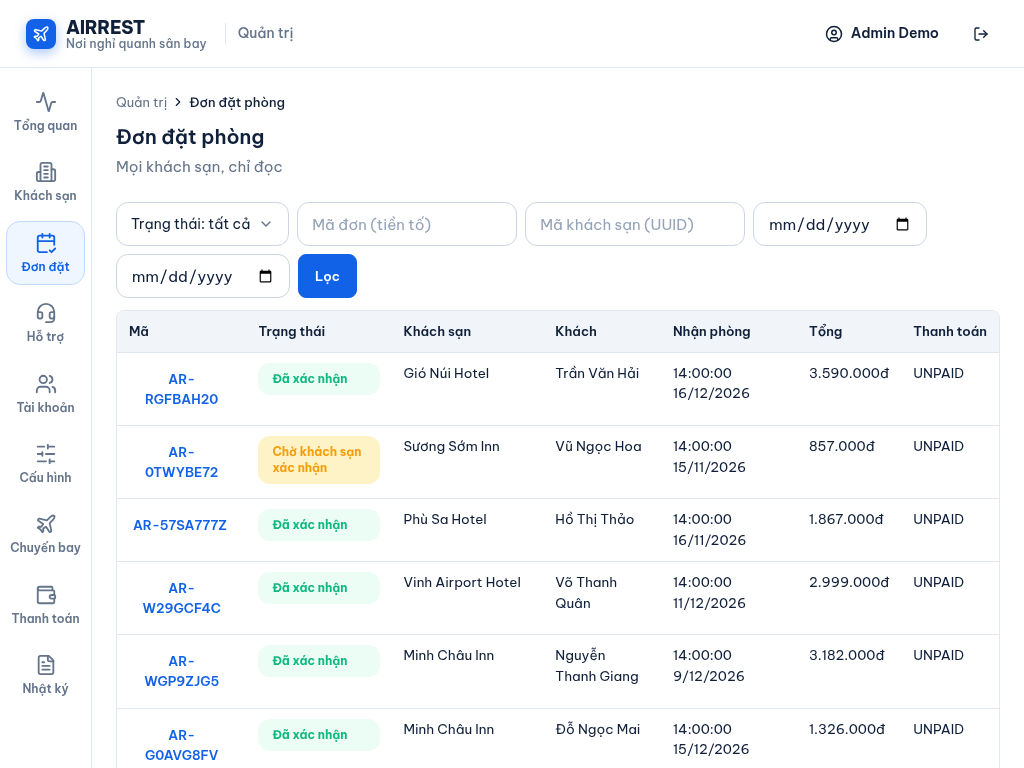 AIRREST
Nơi nghỉ quanh sân bay
Quản trị
Admin Demo
Tổng quan
Khách sạn
Đơn đặt
Hỗ trợ
Tài khoản
Cấu hình
Chuyến bay
Thanh toán
Nhật ký
Quản trị > Đơn đặt phòng
Đơn đặt phòng
Mọi khách sạn, chỉ đọc
Trạng thái: tất cả
Mã đơn (tiền tố)
Mã khách sạn (UUID)
mm/dd/yyyy
mm/dd/yyyy
Lọc
Mã Trạng thái Khách sạn Khách Nhận phòng Tổng Thanh toán
AR-
RGFBAH20
Đã xác nhận
Gió Núi Hotel
Trần Văn Hải
14:00:00
16/12/2026
3.590.000đ
UNPAID
AR-
0TWYBE72
Chờ khách sạn
xác nhận
Sương Sớm Inn
Vũ Ngọc Hoa
14:00:00
15/11/2026
857.000đ
UNPAID
AR-57SA777Z
Đã xác nhận
Phù Sa Hotel
Hồ Thị Thảo
14:00:00
16/11/2026
1.867.000đ
UNPAID
AR-
W29GCF4C
Đã xác nhận
Vinh Airport Hotel
Võ Thanh
Quân
14:00:00
11/12/2026
2.999.000đ
UNPAID
AR-
WGP9ZJG5
Đã xác nhận
Minh Châu Inn
Nguyễn
Thanh Giang
14:00:00
9/12/2026
3.182.000đ
UNPAID
AR-
G0AVG8FV
Đã xác nhận
Minh Châu Inn
Đỗ Ngọc Mai
14:00:00
15/12/2026
1.326.000đ
UNPAID